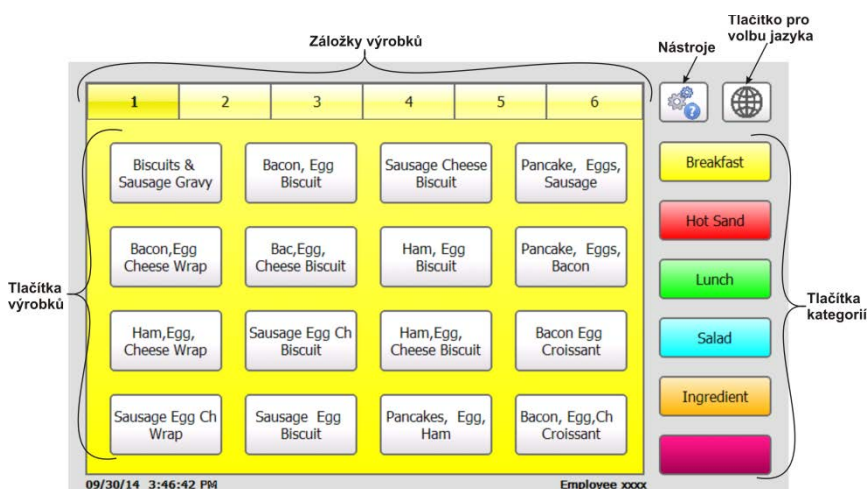 Tlačítko pro
volbu jazyka
Záložky výrobků
Nástroje
1 2 3 4 5 6
?
Biscuits &
Sausage Gravy
Bacon, Egg
Biscuit
Sausage Cheese
Biscuit
Pancake, Eggs,
Sausage
Breakfast
Hot Sand
Bacon,Egg
Cheese Wrap
Bac,Egg,
Cheese Biscuit
Ham, Egg
Biscuit
Pancake, Eggs,
Bacon
Lunch
Tlačítka
výrobků
Tlačítka
kategorií
Ham,Egg,
Cheese Wrap
Sausage Egg Ch
Biscuit
Ham,Egg,
Cheese Biscuit
Bacon Egg
Croissant
Salad
Ingredient
Sausage Egg Ch
Wrap
Sausage Egg
Biscuit
Pancakes, Egg,
Ham
Bacon, Egg,Ch
Croissant
09/30/14 3:46:42 PM
Employee xxxx